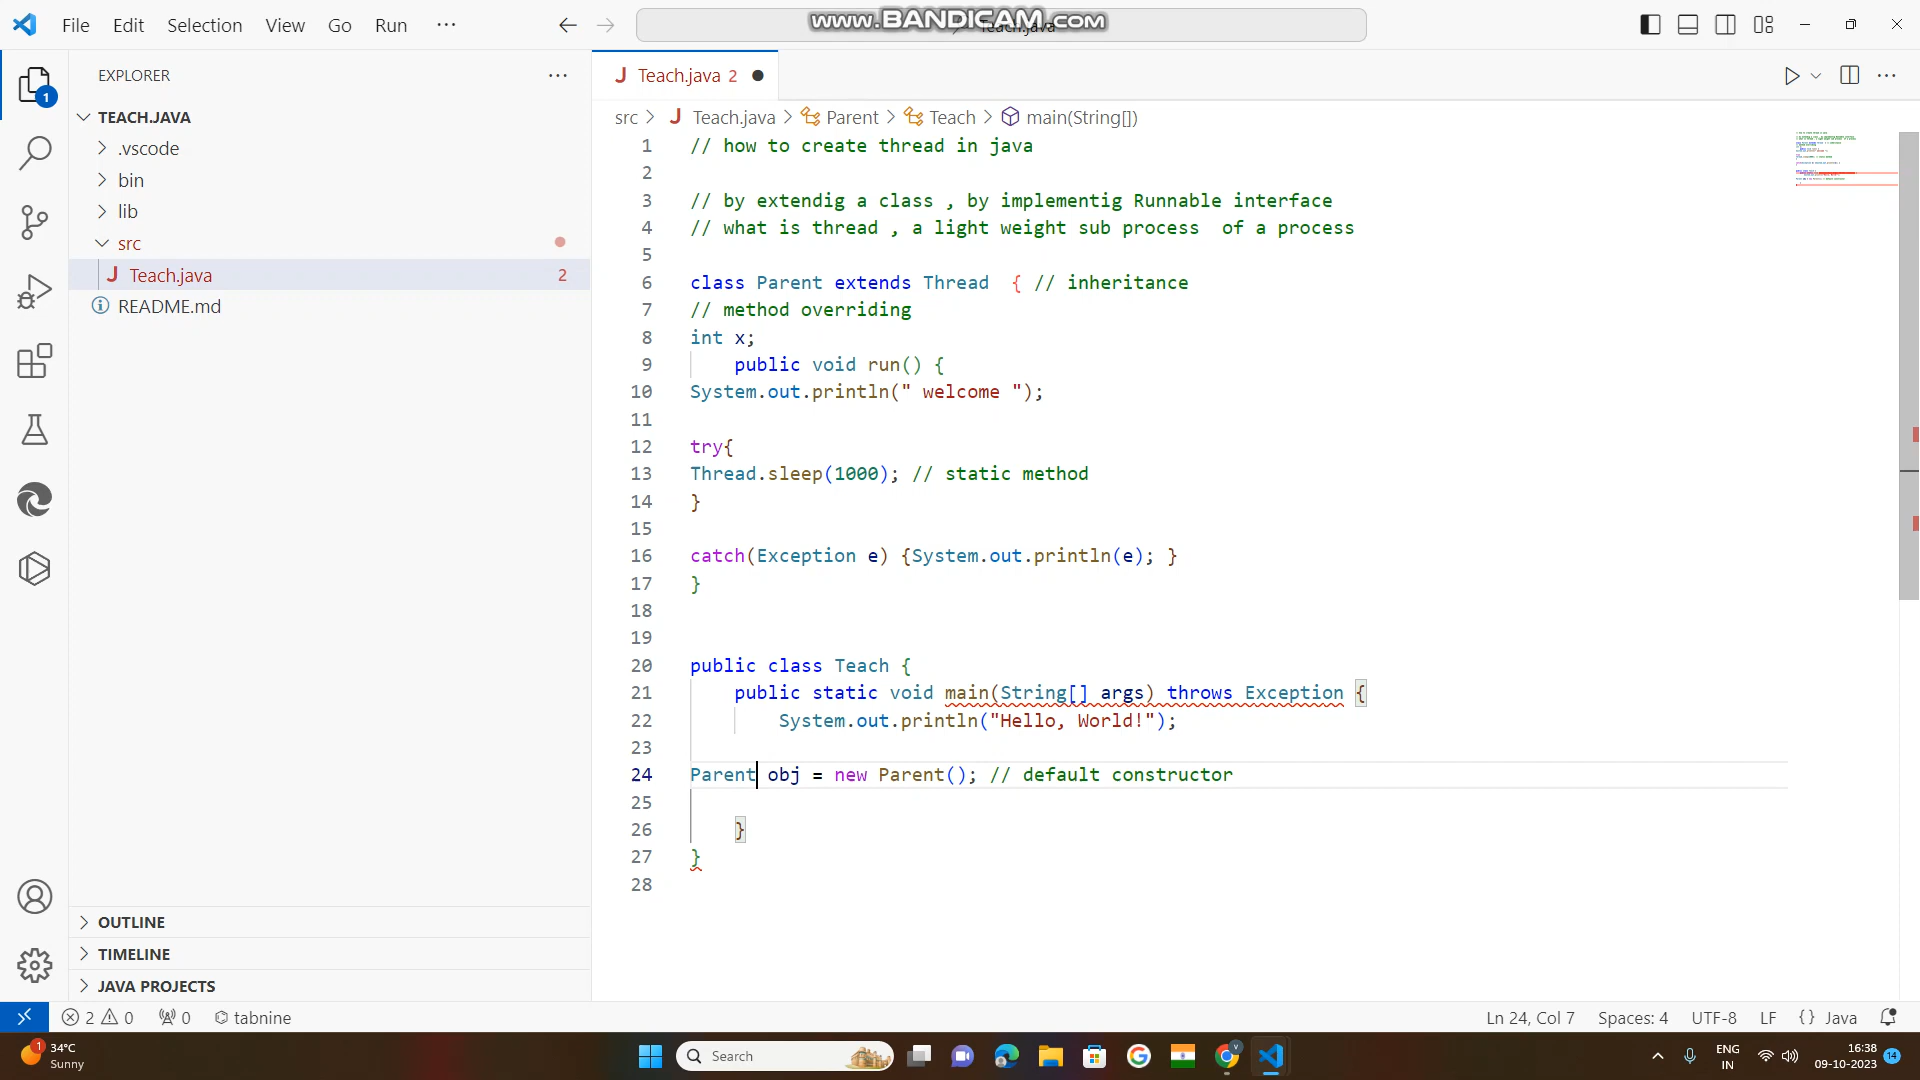 File Edit Selection View Go Run ···
www.BANDICAM.com
Teach.java
EXPLORER
TEACH.JAVA
.vscode
bin
lib
src
Teach.java 2
README.md
OUTLINE
TIMELINE
JAVA PROJECTS
1
Teach.java 2
src > Teach.java > Parent > Teach > main(String[])
1 // how to create thread in java
2
3 // by extendig a class , by implementig Runnable interface
4 // what is thread , a light weight sub process  of a process
5
6 class Parent extends Thread  { // inheritance
7 // method overriding
8 int x;
9     public void run() {
10 System.out.println(" welcome ");
11
12 try{
13 Thread.sleep(1000); // static method
14 }
15
16 catch(Exception e) {System.out.println(e); }
17 }
18
19
20 public class Teach {
21     public static void main(String[] args) throws Exception {
22         System.out.println("Hello, World!");
23
24 Parent obj = new Parent(); // default constructor
25
26     }
27 }
28
2 0 0 tabnine
Ln 24, Col 7 Spaces: 4 UTF-8 LF {} Java
1
34°C
Sunny
Search
V
ENG
IN
16:38
09-10-2023
14